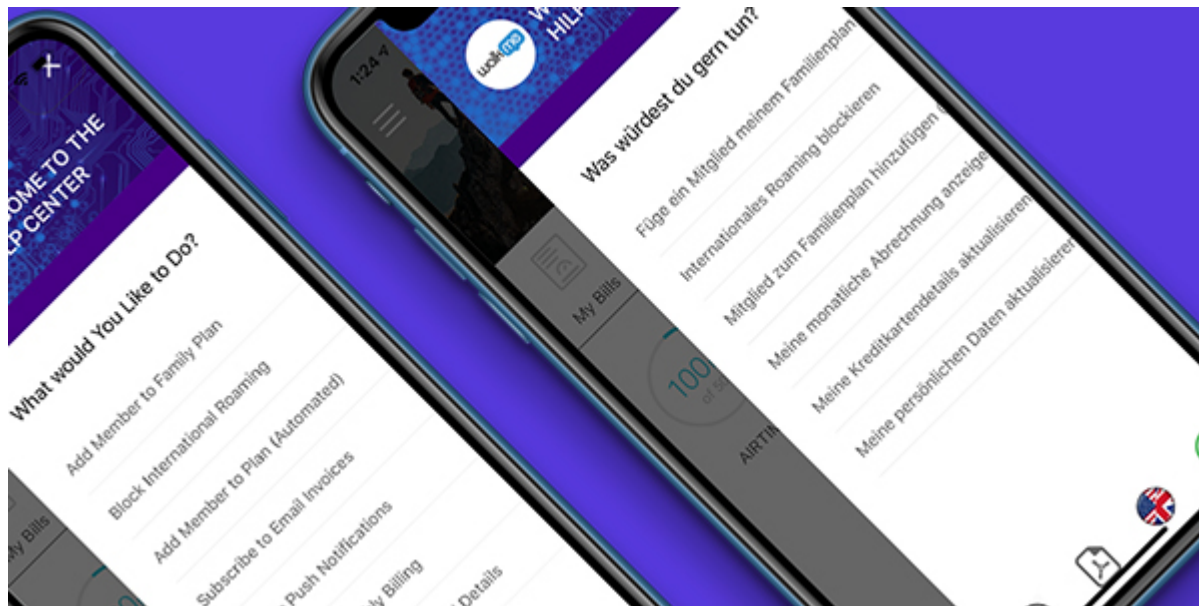 OME TO THE
LP CENTER
What would You Like to Do?
Add Member to Family Plan
Block International Roaming
Add Member to Plan (Automated)
Subscribe to Email Invoices
Push Notifications
Billing
Details
My Bills
1:24
walkme
HILF
Was würdest du gern tun?
Füge ein Mitglied meinem Familienplan
Internationales Roaming blockieren
Mitglied zum Familienplan hinzufügen
Meine monatliche Abrechnung anzeige
Meine Kreditkartendetails aktualisieren
Meine persönlichen Daten aktualisieren
My Bills
100
of 50
AIRTIM